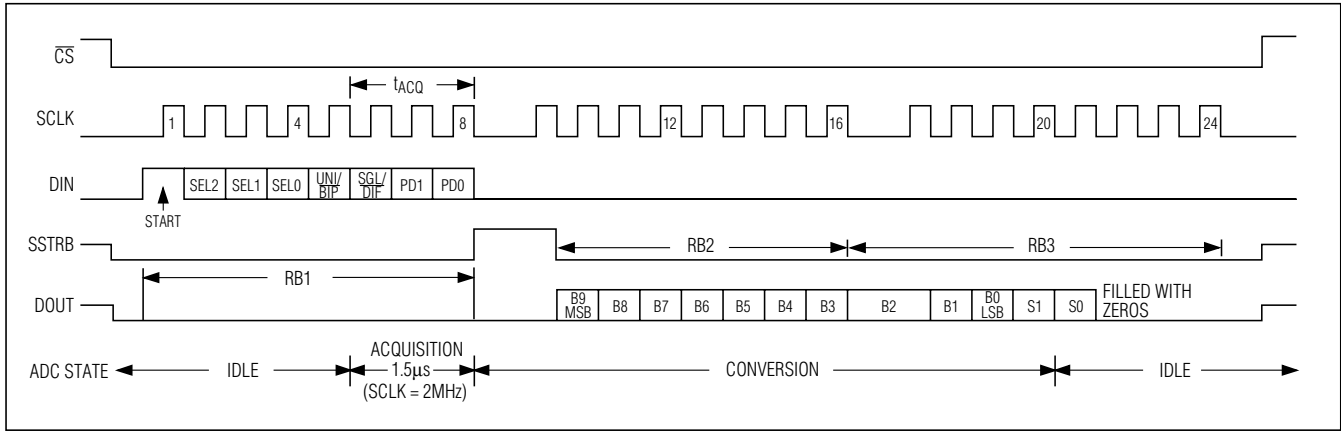 CS
tACQ
SCLK 1 4 8 12 16 20 24
DIN SEL2 SEL1 SEL0 UNI/BIP SGL/DIF PD1 PD0
START
SSTRB RB2 RB3
RB1
DOUT B9 MSB B8 B7 B6 B5 B4 B3 B2 B1 B0 LSB S1 S0 FILLED WITH ZEROS
ADC STATE IDLE ACQUISITION 1.5µs (SCLK = 2MHz) CONVERSION IDLE